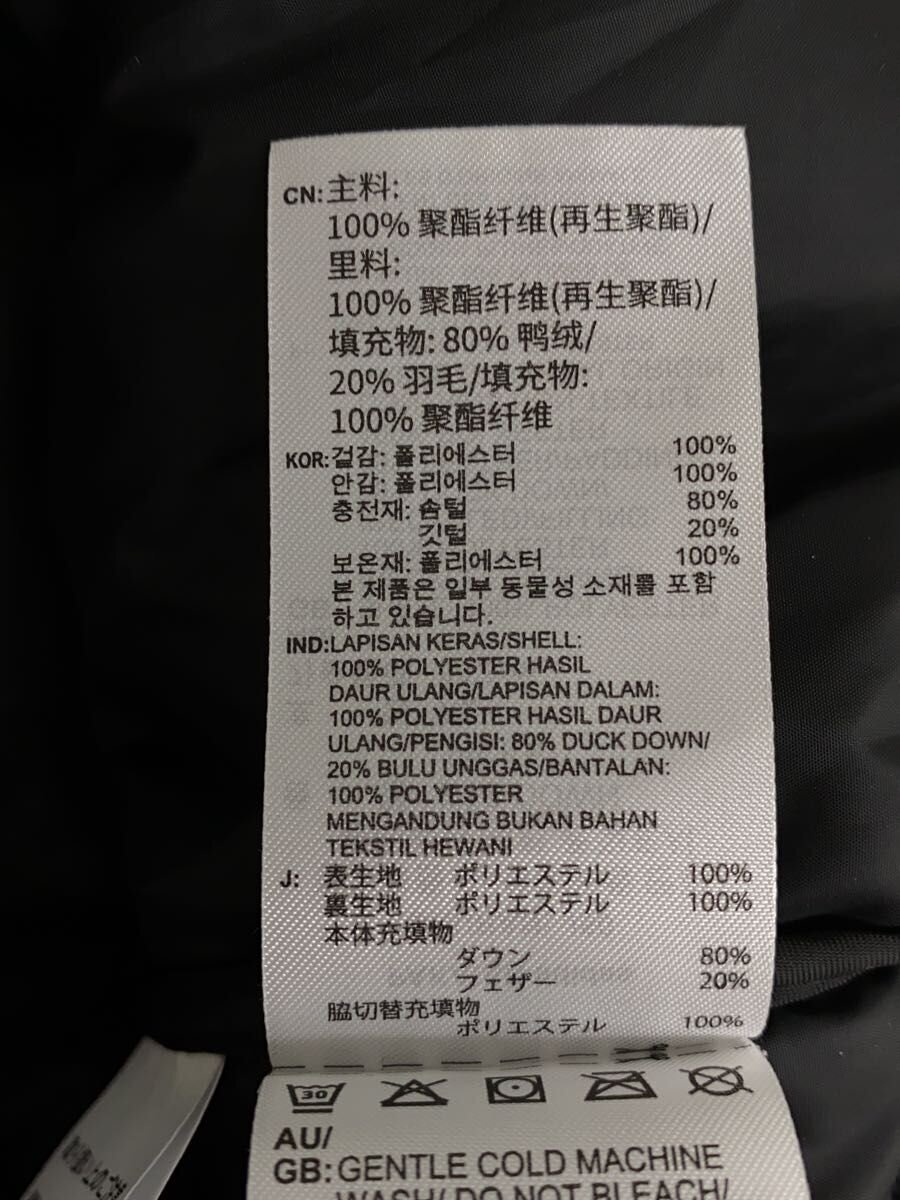 CN: 主料:
100% 聚酯纤维(再生聚酯)/
里料:
100% 聚酯纤维(再生聚酯)/
填充物: 80% 鸭绒/
20% 羽毛/填充物:
100% 聚酯纤维
KOR: 겉감: 폴리에스터 100%
안감: 폴리에스터 100%
충전재: 솜털 80%
깃털 20%
보온재: 폴리에스터 100%
본 제품은 일부 동물성 소재를 포함
하고 있습니다.
IND: LAPISAN KERAS/SHELL:
100% POLYESTER HASIL
DAUR ULANG/LAPISAN DALAM:
100% POLYESTER HASIL DAUR
ULANG/PENGISI: 80% DUCK DOWN/
20% BULU UNGGAS/BANTALAN:
100% POLYESTER
MENGANDUNG BUKAN BAHAN
TEKSTIL HEWANI
J: 表生地 ポリエステル 100%
裏生地 ポリエステル 100%
本体充填物
ダウン 80%
フェザー 20%
脇切替充填物
ポリエステル 100%
30
AU/
GB: GENTLE COLD MACHINE
WASH/ DO NOT BLEACH/